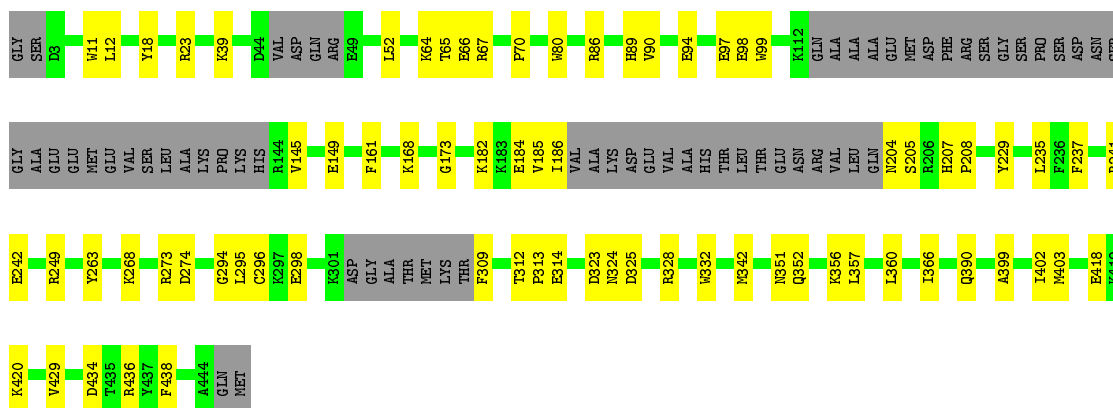 GLY SER D3 W11 L12 Y18 R23 K39 D44 VAL ASP GLN ARG E49 L52 K64 T65 E66 R67 P70 W80 R86 H89 V90 E94 E97 E98 W99 K112 GLN ALA ALA ALA GLU MET ASP PHE ARG SER GLY SER PRO SER ASP ASN
GLY ALA GLU GLU MET GLU VAL SER LEU ALA LYS PRO LYS HIS R144 V145 E149 F161 K168 G173 K182 K183 E184 V185 I186 VAL ALA LYS ASP GLU VAL ALA HIS THR LEU THR GLU ASN ARG VAL LEU GLN N204 S205 R206 H207 P208 Y229 L235 F236 F237
E242 R249 Y263 K268 R273 D274 G294 L295 C296 K297 E298 K301 ASP GLY ALA THR MET LYS THR F309 T312 P313 E314 D323 N324 D325 R328 W332 M342 N351 Q352 K356 L357 L360 I366 Q390 A399 I402 M403 E418
K420 V429 D434 T435 R436 Y437 F438 A444 GLN MET